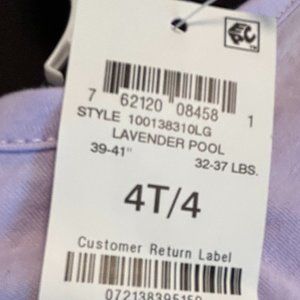 7 62120 08458 1
STYLE 100138310LG
LAVENDER POOL
39-41" 32-37 LBS.
4T/4
Customer Return Label